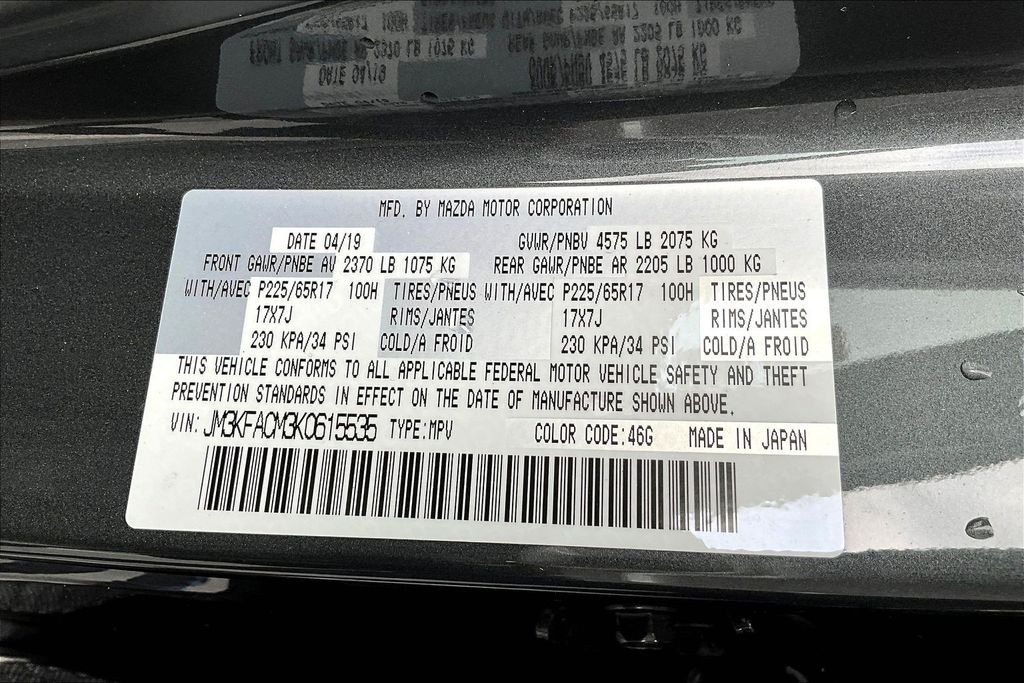 MFD. BY MAZDA MOTOR CORPORATION
DATE 04/19 GVWR/PNBV 4575 LB 2075 KG
FRONT GAWR/PNBE AV 2370 LB 1075 KG REAR GAWR/PNBE AR 2205 LB 1000 KG
WITH/AVEC P225/65R17 100H TIRES/PNEUS WITH/AVEC P225/65R17 100H TIRES/PNEUS
17X7J RIMS/JANTES 17X7J RIMS/JANTES
230 KPA/34 PSI COLD/A FROID 230 KPA/34 PSI COLD/A FROID
THIS VEHICLE CONFORMS TO ALL APPLICABLE FEDERAL MOTOR VEHICLE SAFETY AND THEFT
PREVENTION STANDARDS IN EFFECT ON THE DATE OF MANUFACTURE SHOWN ABOVE.
VIN: JM3KFACM3K0615535 TYPE:MPV COLOR CODE:46G MADE IN JAPAN